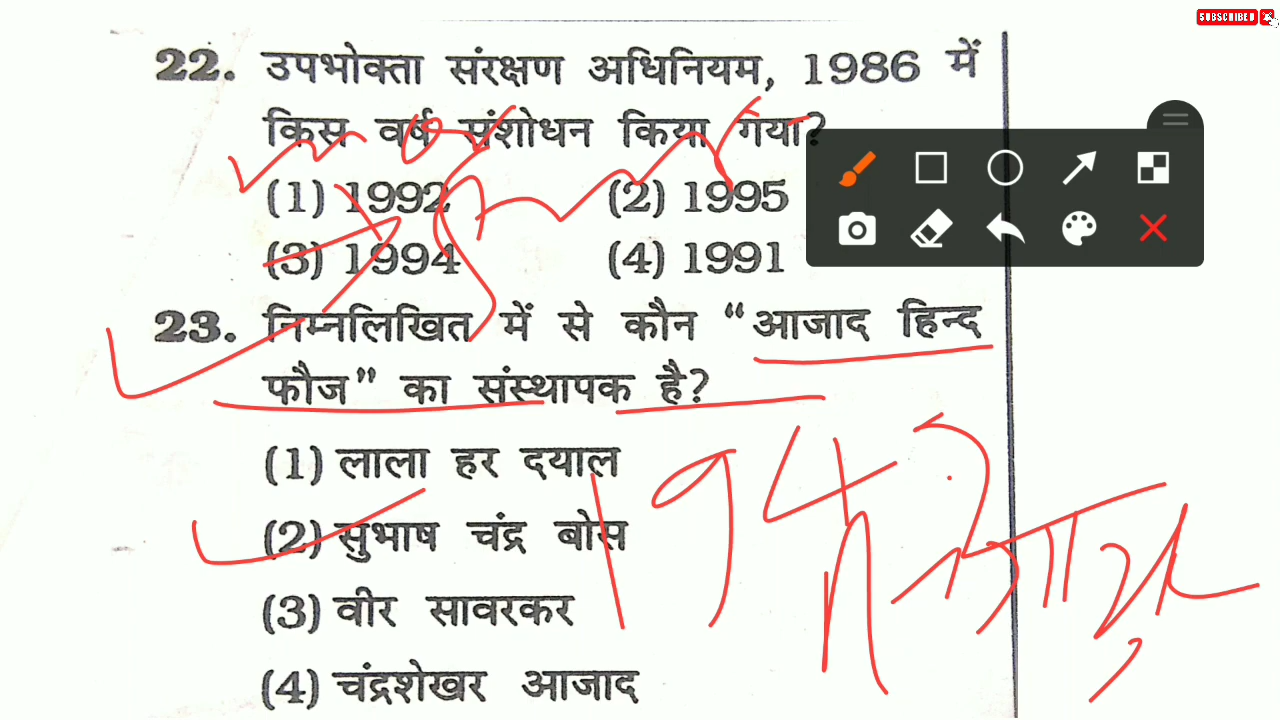 SUBSCRIBED
22. उपभोक्ता संरक्षण अधिनियम, 1986 में
किस वर्ष संशोधन किया गया?
(1) 1992 (2) 1995
(3) 1994 (4) 1991
23. निम्नलिखित में से कौन “आजाद हिन्द
फौज” का संस्थापक है?
(1) लाला हर दयाल
(2) सुभाष चंद्र बोस
(3) वीर सावरकर
(4) चंद्रशेखर आजाद